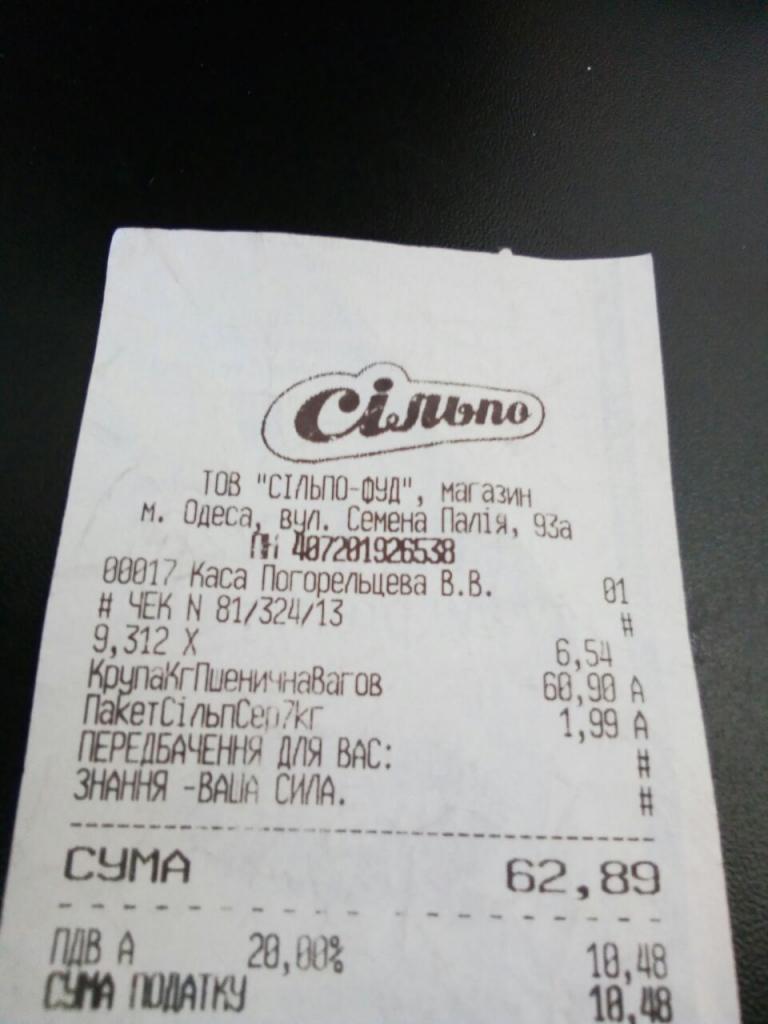 Сільпо
ТОВ "СІЛЬПО-ФУД", магазин
м. Одеса, вул. Семена Палія, 93а
ПН 407201926538
00017 Каса Погорельцева В.В. 01
# ЧЕК N 81/324/13 #
9,312 X 6,54
КрупаКгПшеничнаВагов 60,90 А
ПакетСільпСер7кг 1,99 А
ПЕРЕДБАЧЕННЯ ДЛЯ ВАС: #
ЗНАННЯ -ВАША СИЛА. #
СУМА 62,89
ПДВ А 20,00% 10,48
СУМА ПОДАТКУ 10,48